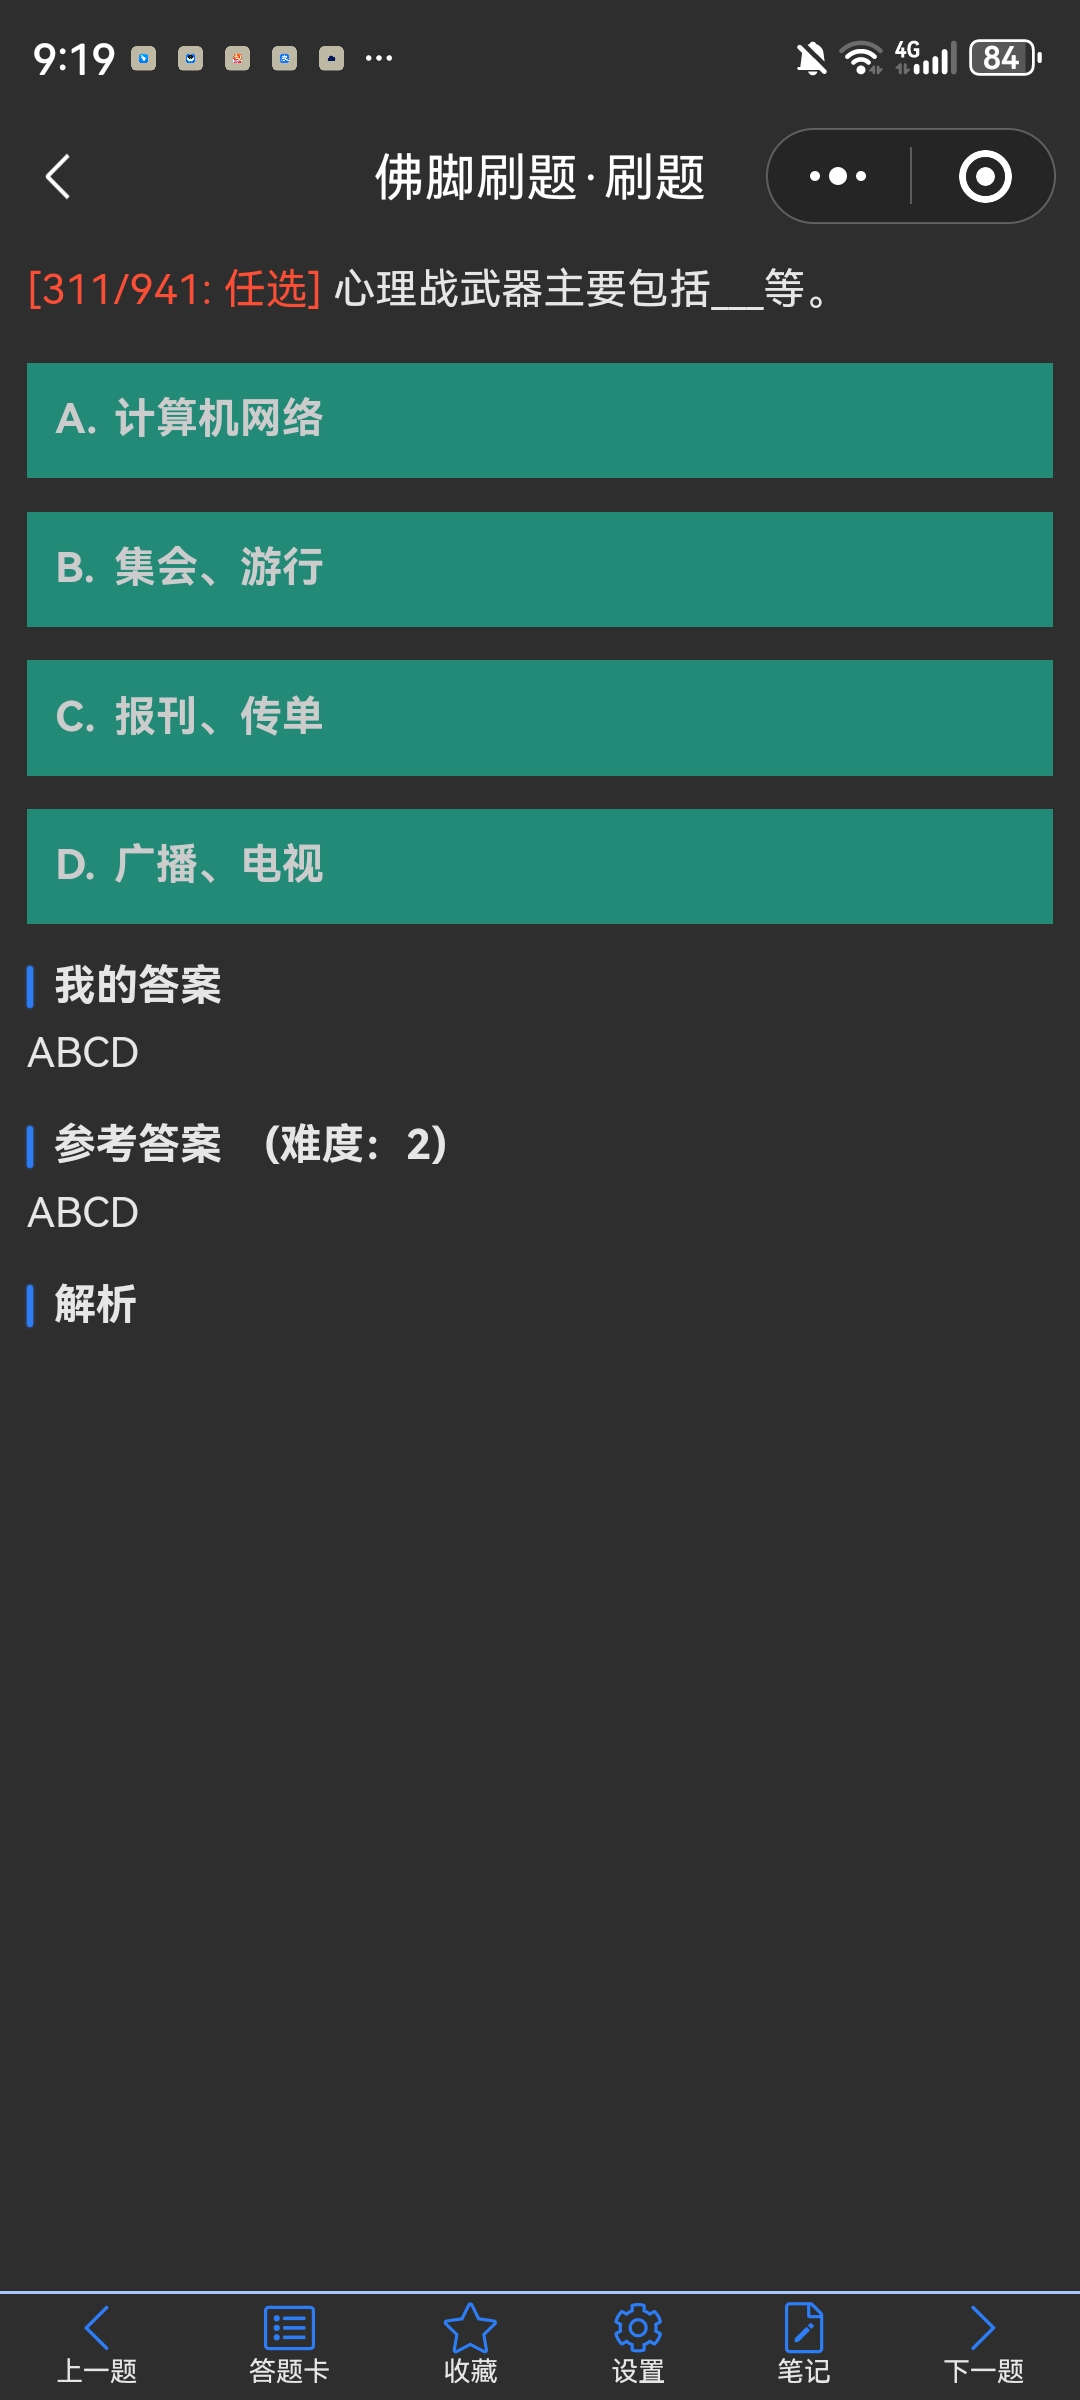 9:19
4G
84
佛脚刷题·刷题
[311/941: 任选] 心理战武器主要包括___等。
A. 计算机网络
B. 集会、游行
C. 报刊、传单
D. 广播、电视
我的答案
ABCD
参考答案 (难度：2)
ABCD
解析
上一题 答题卡 收藏 设置 笔记 下一题